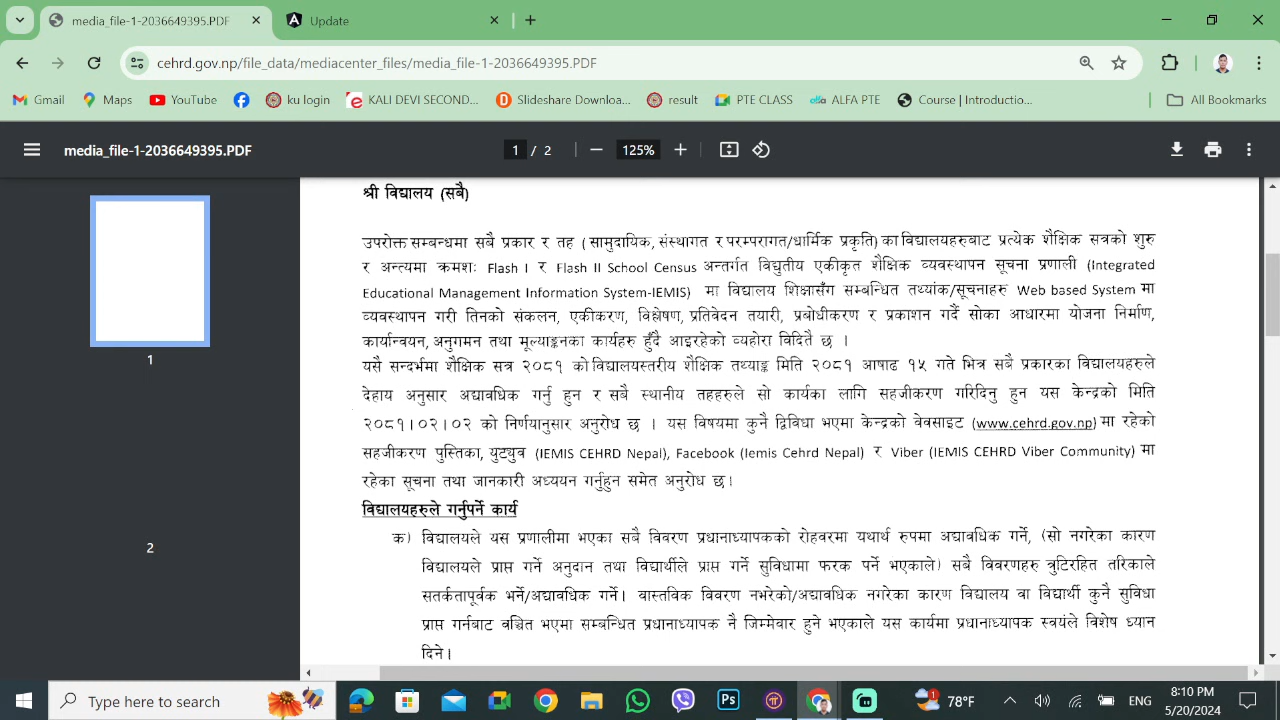 media_file-1-2036649395.PDF
Update
cehrd.gov.np/file_data/mediacenter_files/media_file-1-2036649395.PDF
Gmail
Maps
YouTube
ku login
KALI DEVI SECOND...
Slideshare Downloa...
result
PTE CLASS
ALFA PTE
Course | Introductio...
All Bookmarks
media_file-1-2036649395.PDF
1 / 2
125%
1
2
श्री विद्यालय (सबै)
उपरोक्त सम्बन्धमा सबै प्रकार र तह ( सामुदायिक, संस्थागत र परम्परागत/धार्मिक प्रकृति) का विद्यालयहरुबाट प्रत्येक शैक्षिक सत्रको शुरु
र अन्त्यमा क्रमशः Flash I र Flash II School Census अन्तर्गत विद्युतीय एकीकृत शैक्षिक व्यवस्थापन सूचना प्रणाली (Integrated
Educational Management Information System-IEMIS) मा विद्यालय शिक्षासँग सम्बन्धित तथ्यांक/सूचनाहरु Web based System मा
व्यवस्थापन गरी तिनको संकलन, एकीकरण, विश्लेषण, प्रतिवेदन तयारी, प्रबोधीकरण र प्रकाशन गर्दै सोका आधारमा योजना निर्माण,
कार्यान्वयन, अनुगमन तथा मूल्याङ्कनका कार्यहरु हुँदै आइरहेको व्यहोरा विदितै छ ।
यसै सन्दर्भमा शैक्षिक सत्र २०८१ को विद्यालयस्तरीय शैक्षिक तथ्याङ्क मिति २०८१ आषाढ १५ गते भित्र सबै प्रकारका विद्यालयहरुले
देहाय अनुसार अद्यावधिक गर्नु हुन र सबै स्थानीय तहहरुले सो कार्यका लागि सहजीकरण गरिदिनु हुन यस केन्द्रको मिति
२०८१।०२।०२ को निर्णयानुसार अनुरोध छ । यस विषयमा कुनै द्विविधा भएमा केन्द्रको वेवसाइट (www.cehrd.gov.np) मा रहेको
सहजीकरण पुस्तिका, युट्युव (IEMIS CEHRD Nepal), Facebook (Iemis Cehrd Nepal) र Viber (IEMIS CEHRD Viber Community) मा
रहेका सूचना तथा जानकारी अध्ययन गर्नुहुन समेत अनुरोध छ।
विद्यालयहरुले गर्नुपर्ने कार्य
क) विद्यालयले यस प्रणालीमा भएका सबै विवरण प्रधानाध्यापकको रोहवरमा यथार्थ रुपमा अद्यावधिक गर्ने, (सो नगरेका कारण
विद्यालयले प्राप्त गर्ने अनुदान तथा विद्यार्थीले प्राप्त गर्ने सुविधामा फरक पर्ने भएकाले) सबै विवरणहरु त्रुटिरहित तरिकाले
सतर्कतापूर्वक भर्ने/अद्यावधिक गर्ने। वास्तविक विवरण नभरेको/अद्यावधिक नगरेका कारण विद्यालय वा विद्यार्थी कुनै सुविधा
प्राप्त गर्नबाट वञ्चित भएमा सम्बन्धित प्रधानाध्यापक नै जिम्मेवार हुने भएकाले यस कार्यमा प्रधानाध्यापक स्वयंले विशेष ध्यान
दिने।
Type here to search
78°F
ENG
8:10 PM
5/20/2024